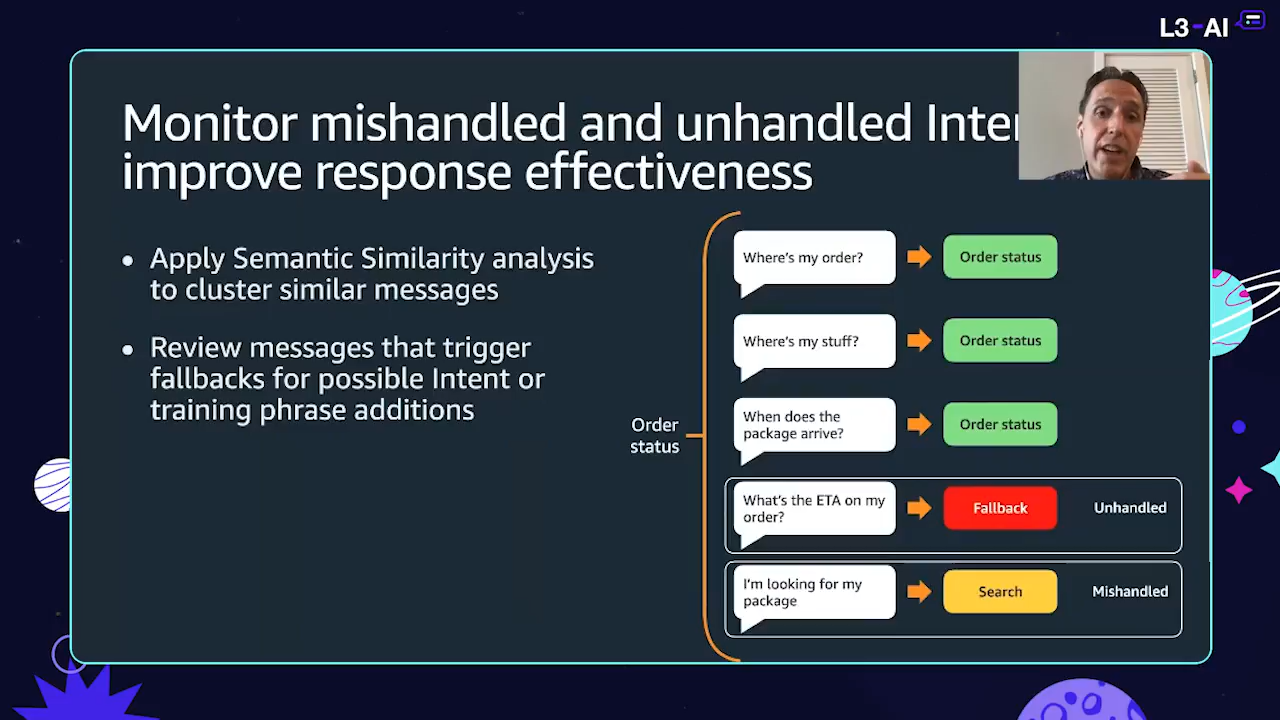 L3-AI
Monitor mishandled and unhandled
improve response effectiveness
• Apply Semantic Similarity analysis
to cluster similar messages
• Review messages that trigger
fallbacks for possible Intent or
training phrase additions
Order
status
Where's my order?
Order status
Where's my stuff?
Order status
When does the
package arrive?
Order status
What's the ETA on my
order?
Fallback
Unhandled
I'm looking for my
package
Search
Mishandled